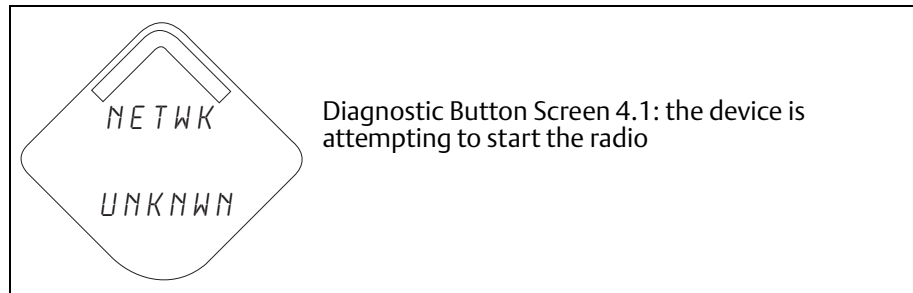 NETWK
UNKNWN
Diagnostic Button Screen 4.1: the device is
attempting to start the radio